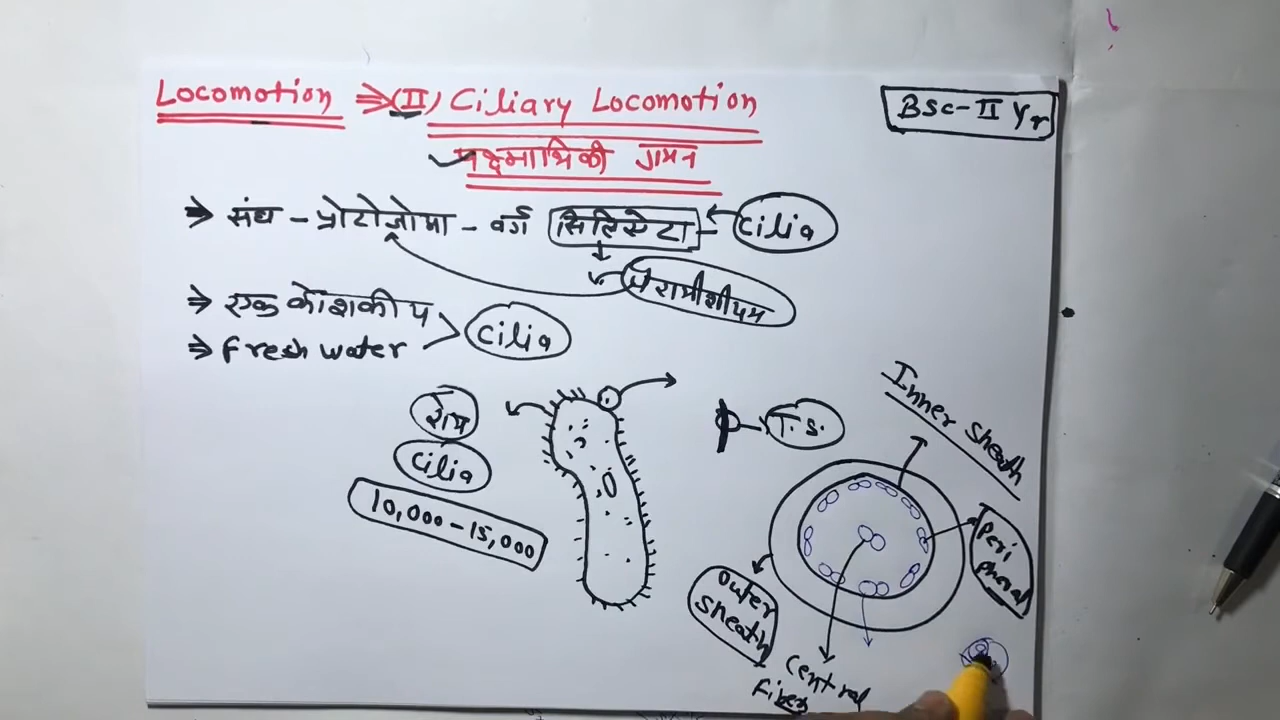 Locomotion ⇒ (II) Ciliary Locomotion
पक्ष्माभिकी गमन
Bsc-II Yr
⇒ संघ - प्रोटोजोआ - वर्ग सिलिएटा - Cilia
पैरामीशीयम
⇒ एक कोशकीय
⇒ fresh water
Cilia
रोम
Cilia
10,000-15,000
T.S.
Inner Sheath
Peri
pheral
Outer
Sheath
Central